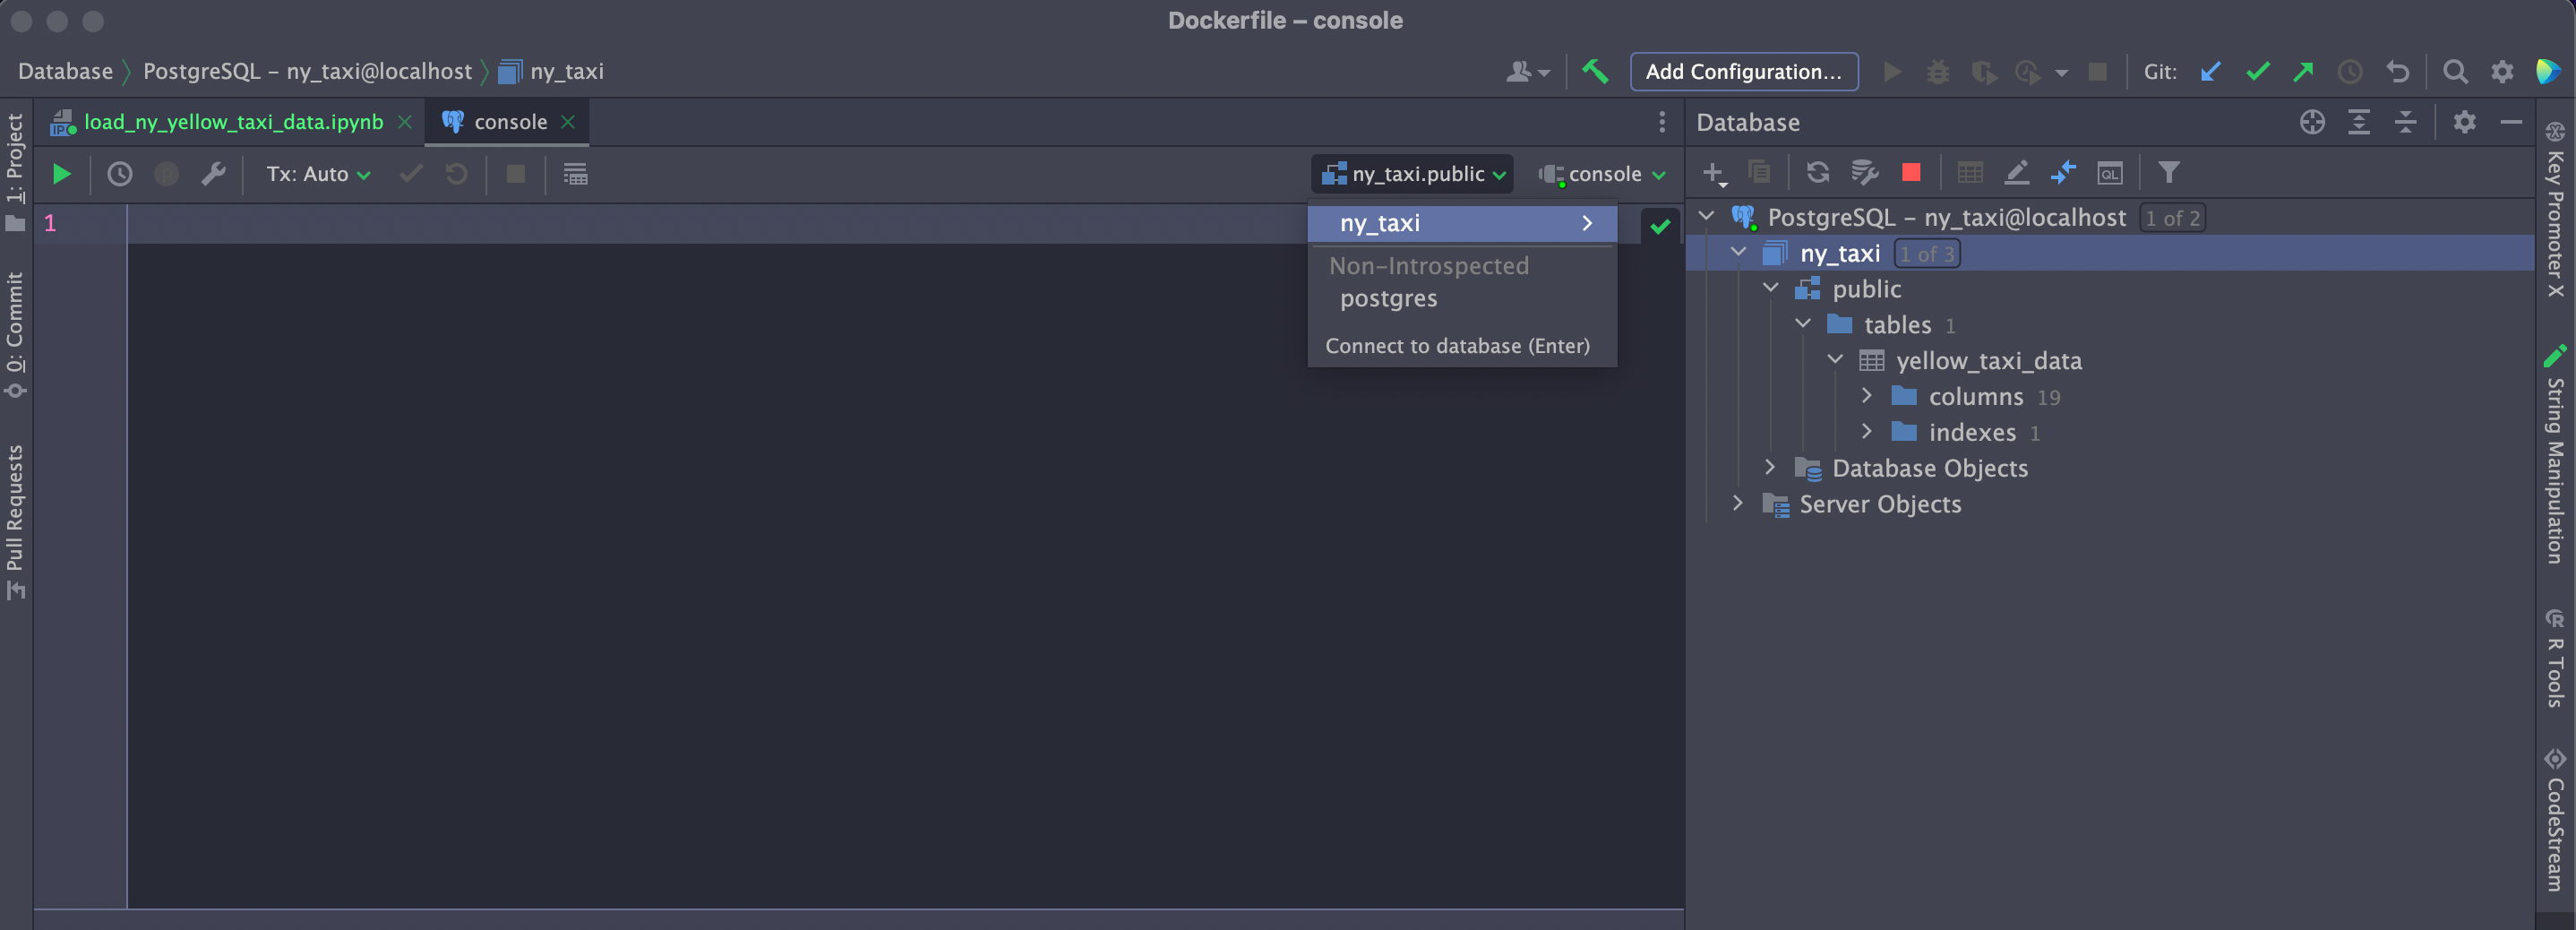 Dockerfile – console
Database
PostgreSQL – ny_taxi@localhost
ny_taxi
Add Configuration...
Git:
load_ny_yellow_taxi_data.ipynb
console
Tx: Auto
ny_taxi.public
console
1
ny_taxi
Non-Introspected
postgres
Connect to database (Enter)
Database
QL
PostgreSQL – ny_taxi@localhost 1 of 2
ny_taxi 1 of 3
public
tables 1
yellow_taxi_data
columns 19
indexes 1
Database Objects
Server Objects
1: Project
0: Commit
Pull Requests
Key Promoter X
String Manipulation
R Tools
CodeStream